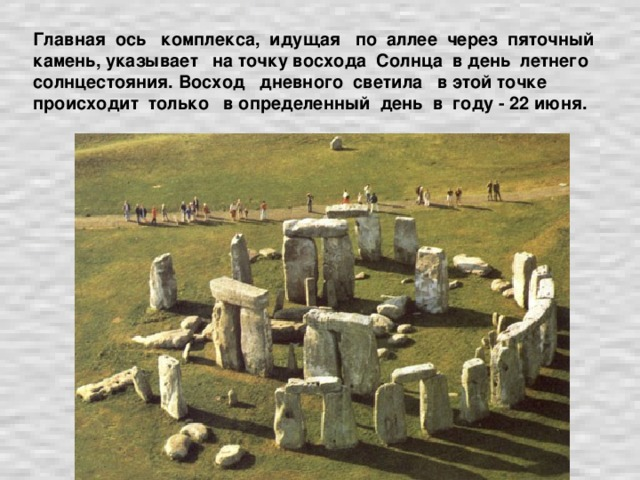 Главная ось комплекса, идущая по аллее через пяточный
камень, указывает на точку восхода Солнца в день летнего
солнцестояния. Восход дневного светила в этой точке
происходит только в определенный день в году - 22 июня.